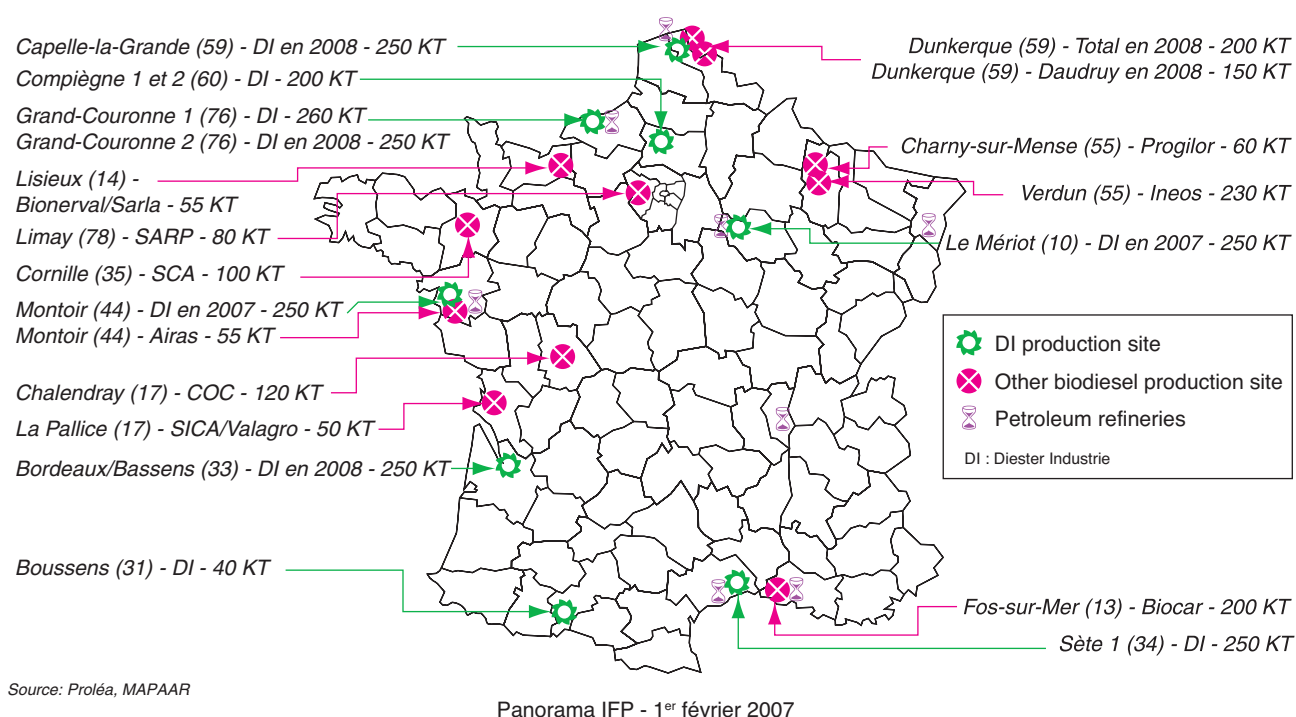 Capelle-la-Grande (59) - DI en 2008 - 250 KT
Compiègne 1 et 2 (60) - DI - 200 KT
Grand-Couronne 1 (76) - DI - 260 KT
Grand-Couronne 2 (76) - DI en 2008 - 250 KT
Lisieux (14) -
Bionerval/Sarla - 55 KT
Limay (78) - SARP - 80 KT
Cornille (35) - SCA - 100 KT
Montoir (44) - DI en 2007 - 250 KT
Montoir (44) - Airas - 55 KT
Chalendray (17) - COC - 120 KT
La Pallice (17) - SICA/Valagro - 50 KT
Bordeaux/Bassens (33) - DI en 2008 - 250 KT
Boussens (31) - DI - 40 KT
Dunkerque (59) - Total en 2008 - 200 KT
Dunkerque (59) - Daudruy en 2008 - 150 KT
Charny-sur-Mense (55) - Progilor - 60 KT
Verdun (55) - Ineos - 230 KT
Le Mériot (10) - DI en 2007 - 250 KT
DI production site
Other biodiesel production site
Petroleum refineries
DI : Diester Industrie
Fos-sur-Mer (13) - Biocar - 200 KT
Sète 1 (34) - DI - 250 KT
Source: Proléa, MAPAAR
Panorama IFP - 1er février 2007